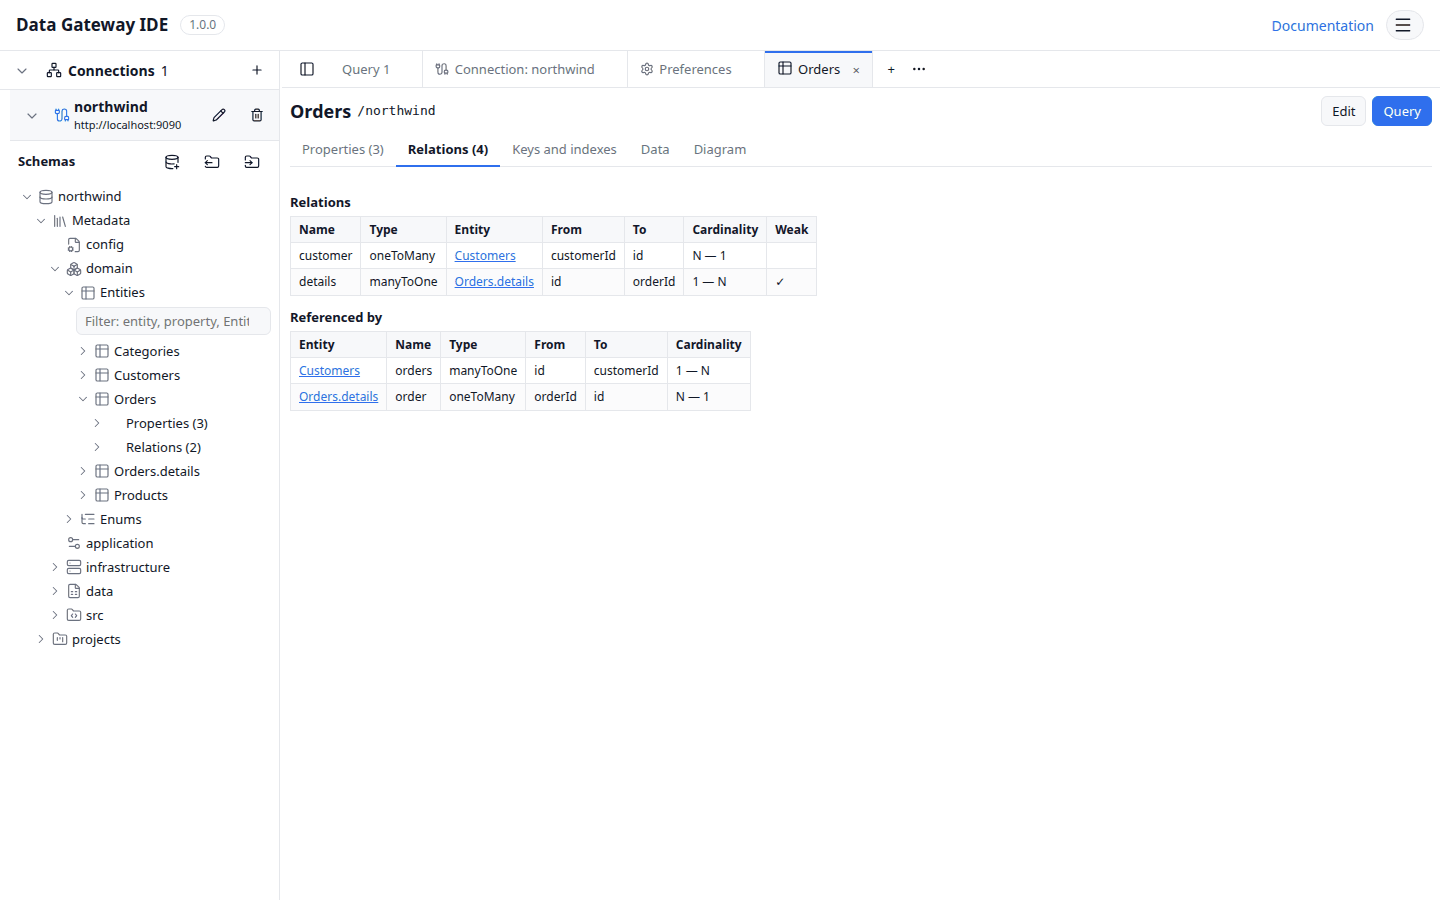 Data Gateway IDE 1.0.0 Documentation
Connections 1
northwind
http://localhost:9090
Schemas
northwind
Metadata
config
domain
Entities
Filter: entity, property, Entit
Categories
Customers
Orders
Properties (3)
Relations (2)
Orders.details
Products
Enums
application
infrastructure
data
src
projects
Query 1 Connection: northwind Preferences Orders × + ···
Orders /northwind Edit Query
Properties (3) Relations (4) Keys and indexes Data Diagram
Relations
Name Type Entity From To Cardinality Weak
customer oneToMany Customers customerId id N — 1
details manyToOne Orders.details id orderId 1 — N ✓
Referenced by
Entity Name Type From To Cardinality
Customers orders manyToOne id customerId 1 — N
Orders.details order oneToMany orderId id N — 1